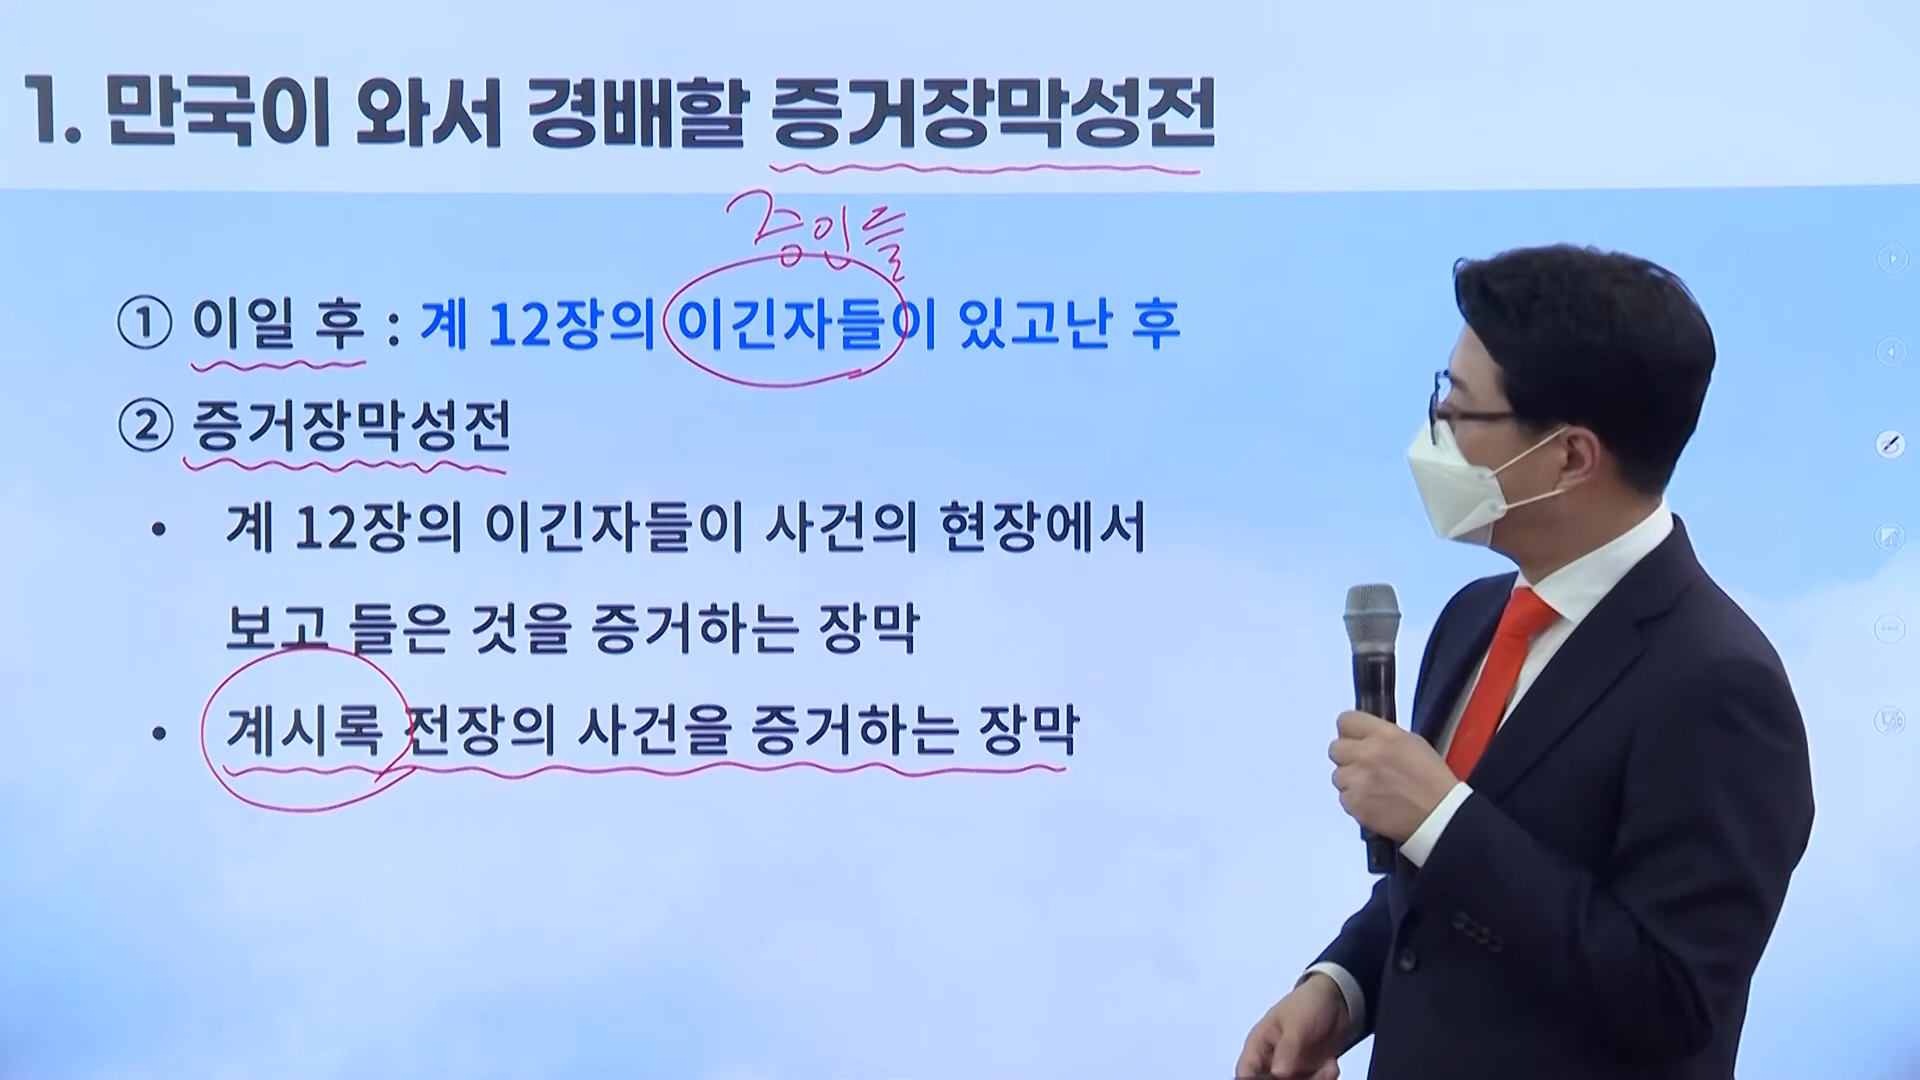 1. 만국이 와서 경배할 증거장막성전
증인들
① 이일 후 : 계 12장의 이긴자들이 있고난 후
② 증거장막성전
• 계 12장의 이긴자들이 사건의 현장에서
보고 들은 것을 증거하는 장막
• 계시록 전장의 사건을 증거하는 장막